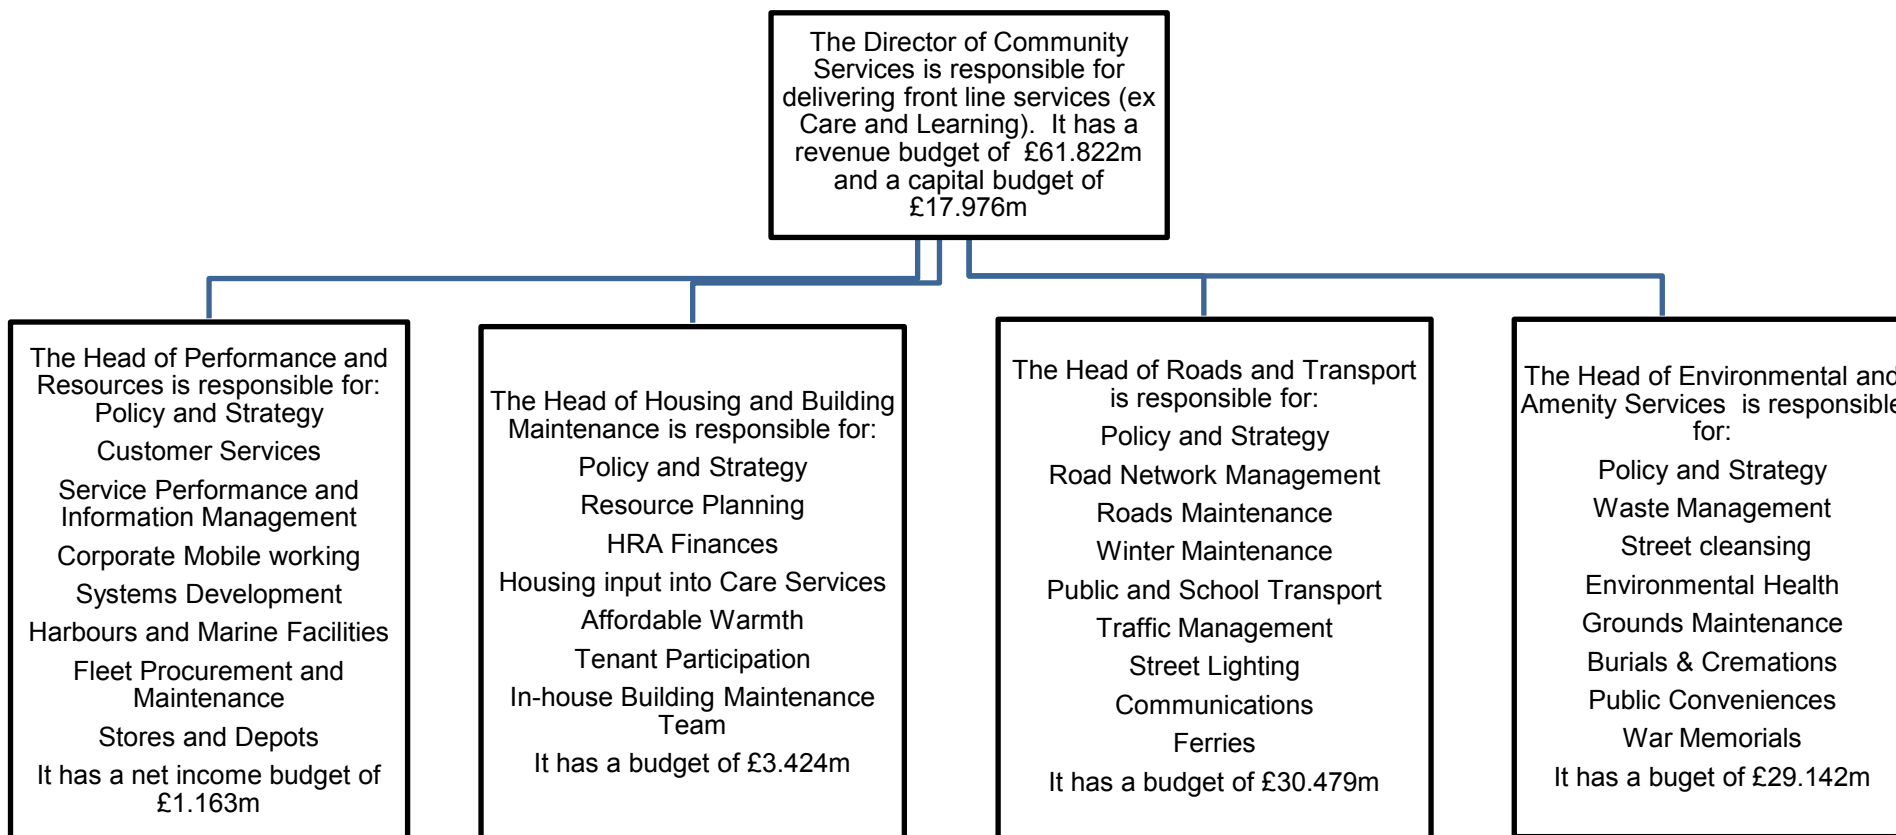 The Director of Community
Services is responsible for
delivering front line services (ex
Care and Learning). It has a
revenue budget of £61.822m
and a capital budget of
£17.976m
The Head of Performance and
Resources is responsible for:
Policy and Strategy
Customer Services
Service Performance and
Information Management
Corporate Mobile working
Systems Development
Harbours and Marine Facilities
Fleet Procurement and
Maintenance
Stores and Depots
It has a net income budget of
£1.163m
The Head of Housing and Building
Maintenance is responsible for:
Policy and Strategy
Resource Planning
HRA Finances
Housing input into Care Services
Affordable Warmth
Tenant Participation
In-house Building Maintenance
Team
It has a budget of £3.424m
The Head of Roads and Transport
is responsible for:
Policy and Strategy
Road Network Management
Roads Maintenance
Winter Maintenance
Public and School Transport
Traffic Management
Street Lighting
Communications
Ferries
It has a budget of £30.479m
The Head of Environmental and
Amenity Services is responsible
for:
Policy and Strategy
Waste Management
Street cleansing
Environmental Health
Grounds Maintenance
Burials & Cremations
Public Conveniences
War Memorials
It has a buget of £29.142m